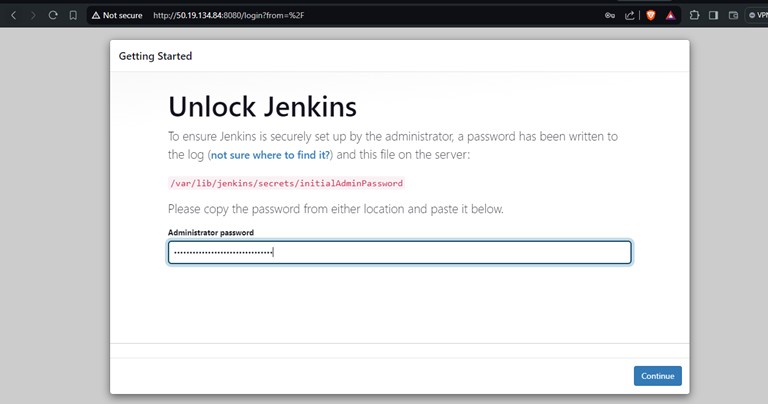 Not secure http://50.19.134.84:8080/login?from=%2F VPN
Getting Started
Unlock Jenkins
To ensure Jenkins is securely set up by the administrator, a password has been written to
the log (not sure where to find it?) and this file on the server:
/var/lib/jenkins/secrets/initialAdminPassword
Please copy the password from either location and paste it below.
Administrator password
••••••••••••••••••••••••••••••••
Continue